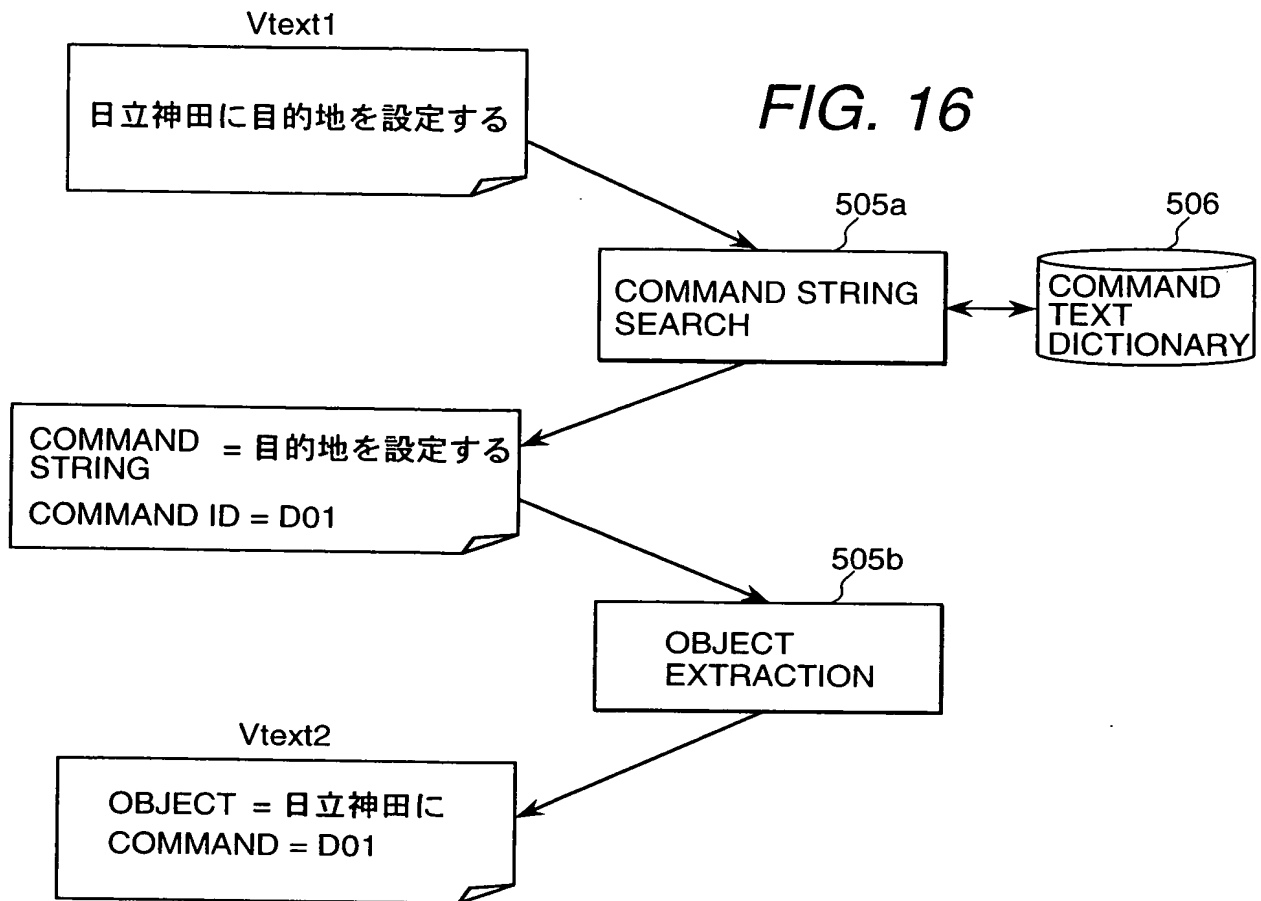 Vtext1
日立神田に目的地を設定する
FIG. 16
505a
COMMAND STRING
SEARCH
506
COMMAND
TEXT
DICTIONARY
COMMAND
STRING = 目的地を設定する
COMMAND ID = D01
505b
OBJECT
EXTRACTION
Vtext2
OBJECT = 日立神田に
COMMAND = D01